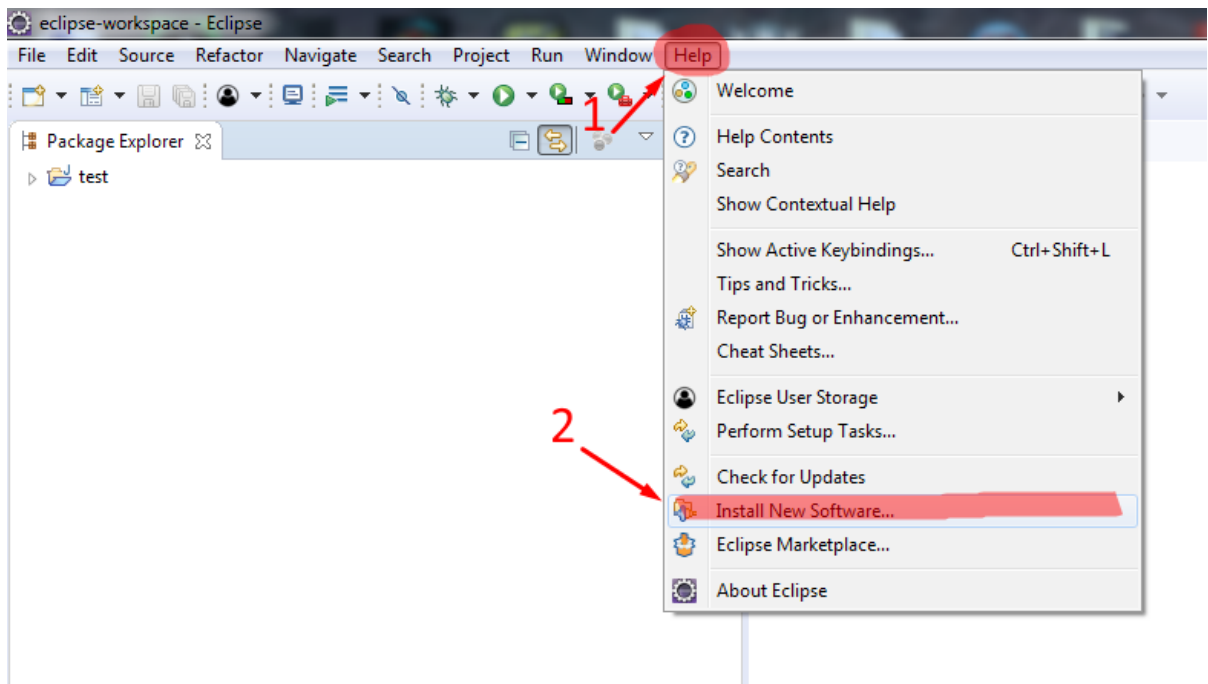 eclipse-workspace - Eclipse
File Edit Source Refactor Navigate Search Project Run Window Help
1
Package Explorer
test
Welcome
Help Contents
Search
Show Contextual Help
Show Active Keybindings... Ctrl+Shift+L
Tips and Tricks...
Report Bug or Enhancement...
Cheat Sheets...
Eclipse User Storage
2
Perform Setup Tasks...
Check for Updates
Install New Software...
Eclipse Marketplace...
About Eclipse